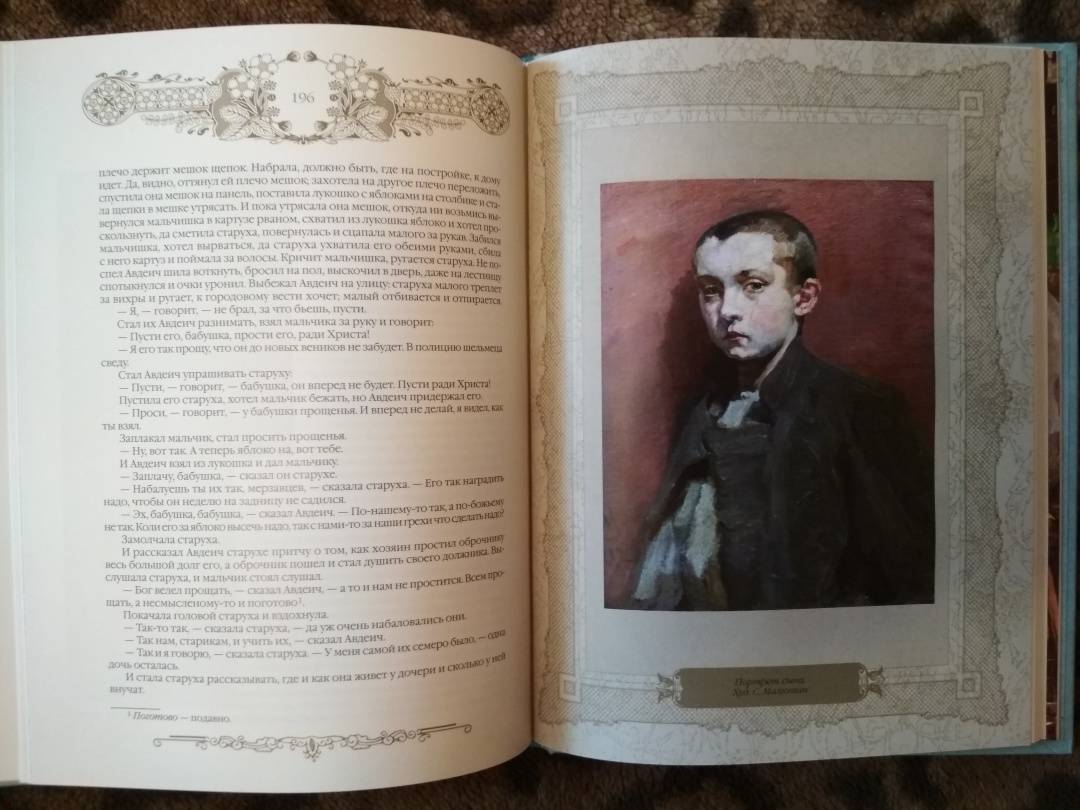 196
плечо держит мешок щепок. Набрала, должно быть, где на постройке, к дому
идет. Да, видно, оттянул ей плечо мешок, захотела на другое плечо переложить,
спустила она мешок на панель, поставила лукошко с яблоками на столбике и ста-
ла щепки в мешке утрясать. И пока утрясала она мешок, откуда ни возьмись вы-
вернулся мальчишка в картузе рваном, схватил из лукошка яблоко и хотел про-
скользнуть, да сметила старуха, повернулась и сцапала малого за рукав. Забился
мальчишка, хотел вырваться, да старуха ухватила его обеими руками, сбила
с него картуз и поймала за волосы. Кричит мальчишка, ругается старуха. Не по-
спел Авдеич шила воткнуть, бросил на пол, выскочил в дверь, даже на лестницу
спотыкнулся и очки уронил. Выбежал Авдеич на улицу: старуха малого треплет
за вихры и ругает, к городовому вести хочет; малый отбивается и отпирается.
— Я, — говорит, — не брал, за что бьешь, пусти.
Стал их Авдеич разнимать, взял мальчика за руку и говорит:
— Пусти его, бабушка, прости его, ради Христа!
— Я его так прощу, что он до новых веников не забудет. В полицию шельмеца
сведу.
Стал Авдеич упрашивать старуху:
— Пусти, — говорит, — бабушка, он вперед не будет. Пусти ради Христа!
Пустила его старуха, хотел мальчик бежать, но Авдеич придержал его.
— Проси, — говорит, — у бабушки прощенья. И вперед не делай, я видел, как
ты взял.
Заплакал мальчик, стал просить прощенья.
— Ну, вот так. А теперь яблоко на, вот тебе.
И Авдеич взял из лукошка и дал мальчику.
— Заплачу, бабушка, — сказал он старухе.
— Набалуешь ты их так, мерзавцев, — сказала старуха. — Его так наградить
надо, чтобы он неделю на задницу не садился.
— Эх, бабушка, бабушка, — сказал Авдеич. — По-нашему-то так, а по-божьему
не так. Коли его за яблоко высечь надо, так с нами-то за наши грехи что сделать надо?
Замолчала старуха.
И рассказал Авдеич старухе притчу о том, как хозяин простил оброчнику
весь большой долг его, а оброчник пошел и стал душить своего должника. Вы-
слушала старуха, и мальчик стоял слушал.
— Бог велел прощать, — сказал Авдеич, — а то и нам не простится. Всем про-
щать, а несмысленому-то и поготово¹.
Покачала головой старуха и вздохнула.
— Так-то так, — сказала старуха, — да уж очень набаловались они.
— Так нам, старикам, и учить их, — сказал Авдеич.
— Так и я говорю, — сказала старуха. — У меня самой их семеро было, — одна
дочь осталась.
И стала старуха рассказывать, где и как она живет у дочери и сколько у ней
внучат.
¹ Поготово — подавно.
Портрет сына
Худ. С. Малютин